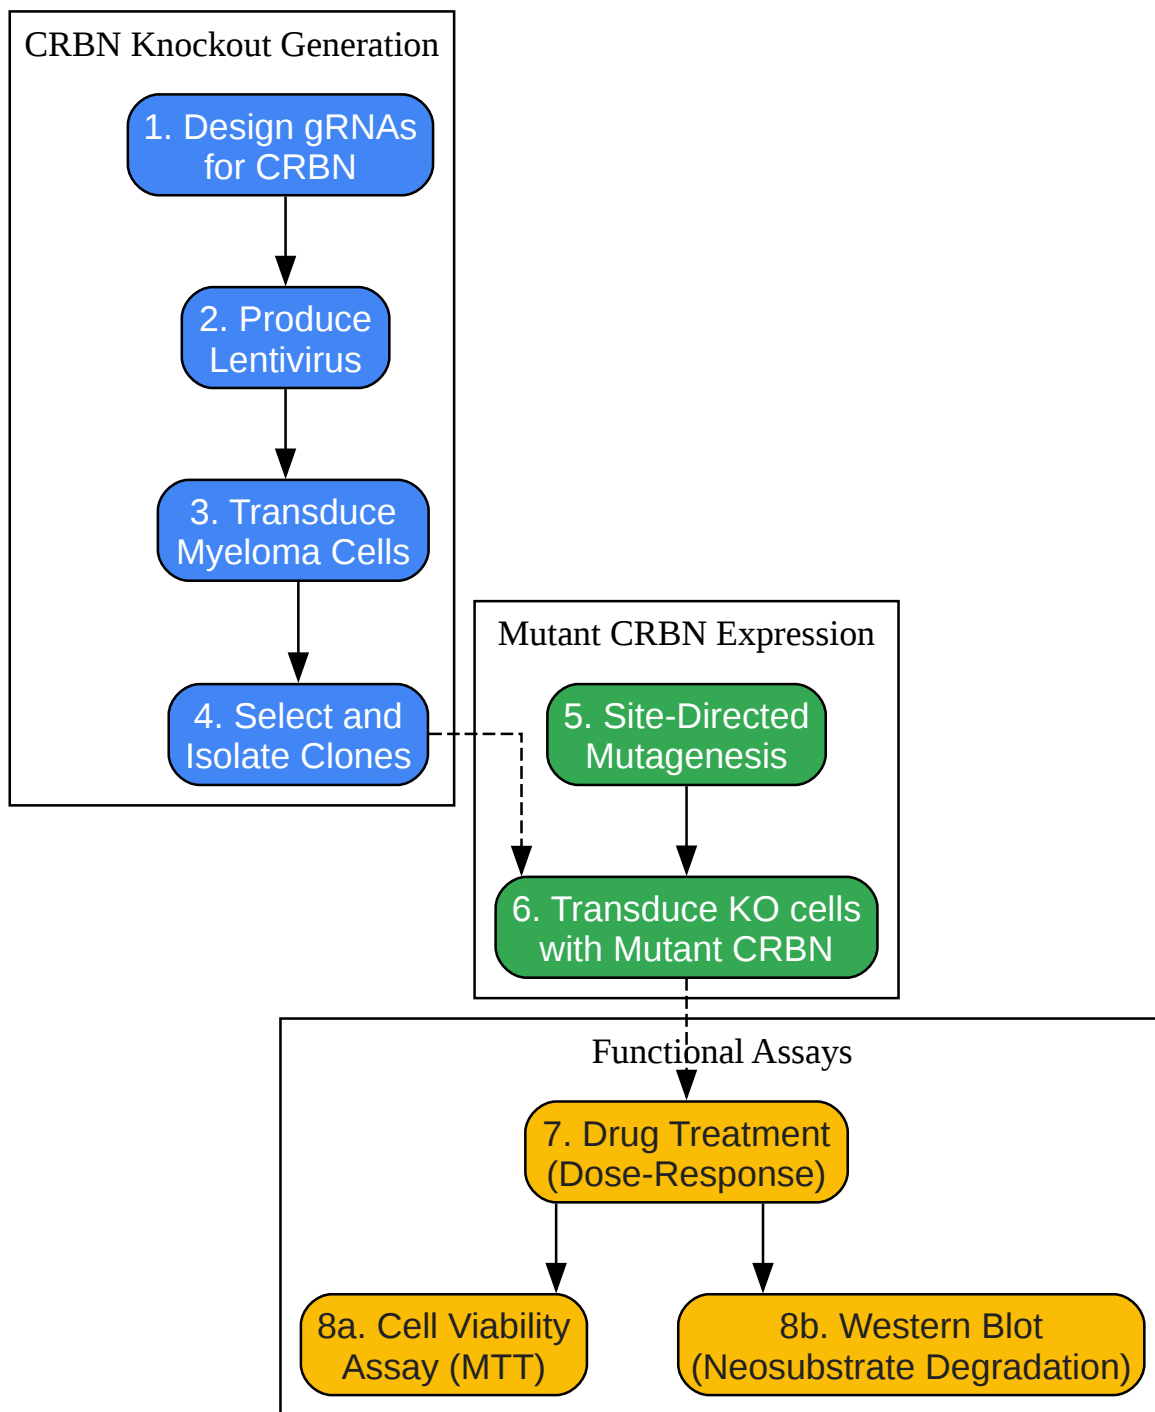 CRBN Knockout Generation
1. Design gRNAs
for CRBN
2. Produce
Lentivirus
3. Transduce
Myeloma Cells
4. Select and
Isolate Clones
Mutant CRBN Expression
5. Site-Directed
Mutagenesis
6. Transduce KO cells
with Mutant CRBN
Functional Assays
7. Drug Treatment
(Dose-Response)
8a. Cell Viability
Assay (MTT)
8b. Western Blot
(Neosubstrate Degradation)